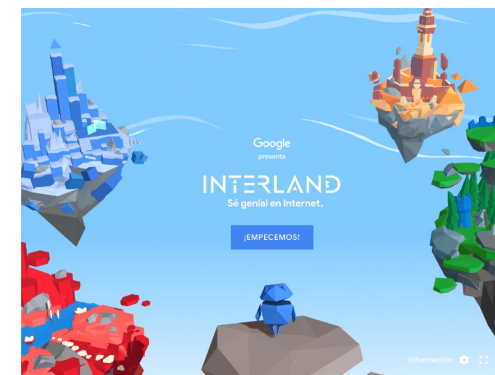 Google
presenta
INTERLAND
Sé genial en Internet.
¡EMPECEMOS!
Información